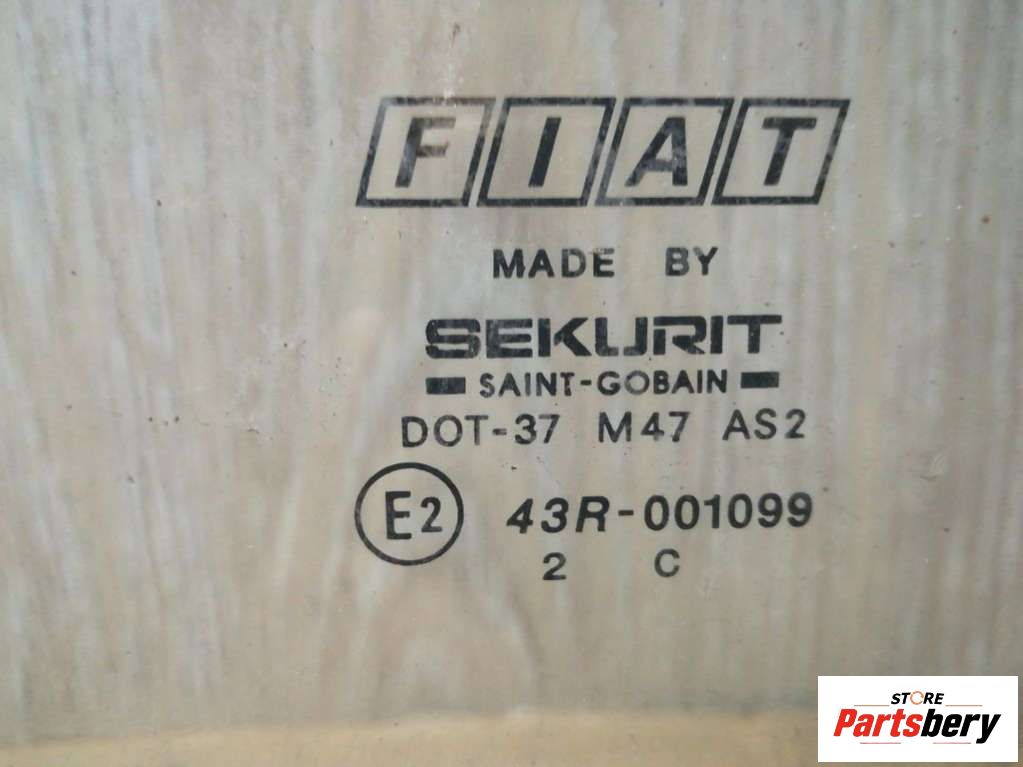 FIAT
MADE BY
SEKURIT
SAINT-GOBAIN
DOT-37 M47 AS2
E2 43R-001099
2 C
STORE
Partsbery